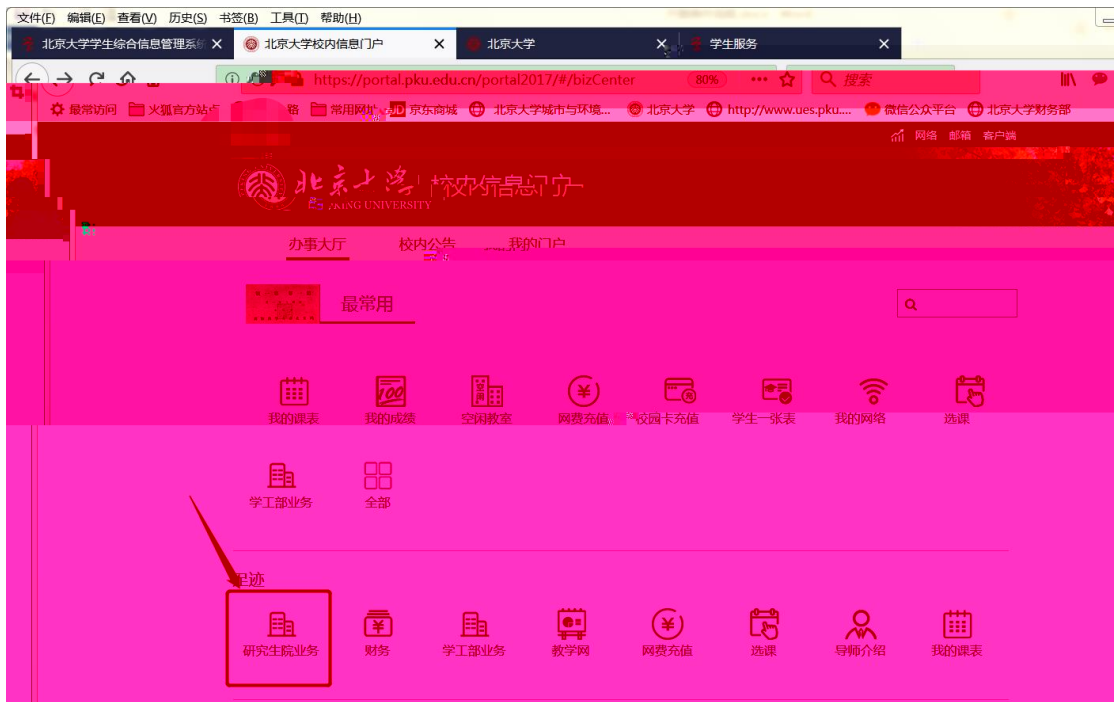 文件(F) 编辑(E) 查看(V) 历史(S) 书签(B) 工具(T) 帮助(H)
北京大学学生综合信息管理系统 × 北京大学校内信息门户 × 北京大学 × 学生服务 ×
https://portal.pku.edu.cn/portal2017/#/bizCenter 80% ••• 搜索
最常访问 火狐官方站点 常用网址 JD 京东商城 北京大学城市与环境... 北京大学 http://www.ues.pku.... 微信公众平台 北京大学财务部
网络 邮箱 客户端
北京大学 校内信息门户
UNIVERSITY
办事大厅 校内公告 我的门户
最常用
我的课表 我的成绩 空闲教室 网费充值 校园卡充值 学生一张表 我的网络 选课
学工部业务 全部
足迹
研究生院业务 财务 学工部业务 教学网 网费充值 选课 导师介绍 我的课表